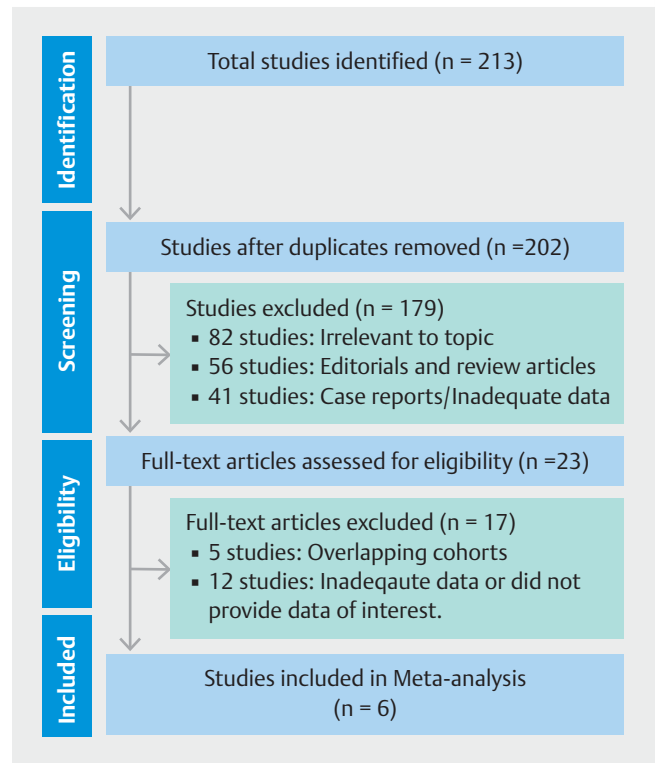 Identification
Total studies identified (n = 213)
Screening
Studies after duplicates removed (n =202)
Studies excluded (n = 179)
▪ 82 studies: Irrelevant to topic
▪ 56 studies: Editorials and review articles
▪ 41 studies: Case reports/Inadequate data
Eligibility
Full-text articles assessed for eligibility (n =23)
Full-text articles excluded (n = 17)
▪ 5 studies: Overlapping cohorts
▪ 12 studies: Inadeqaute data or did not
provide data of interest.
Included
Studies included in Meta-analysis
(n = 6)